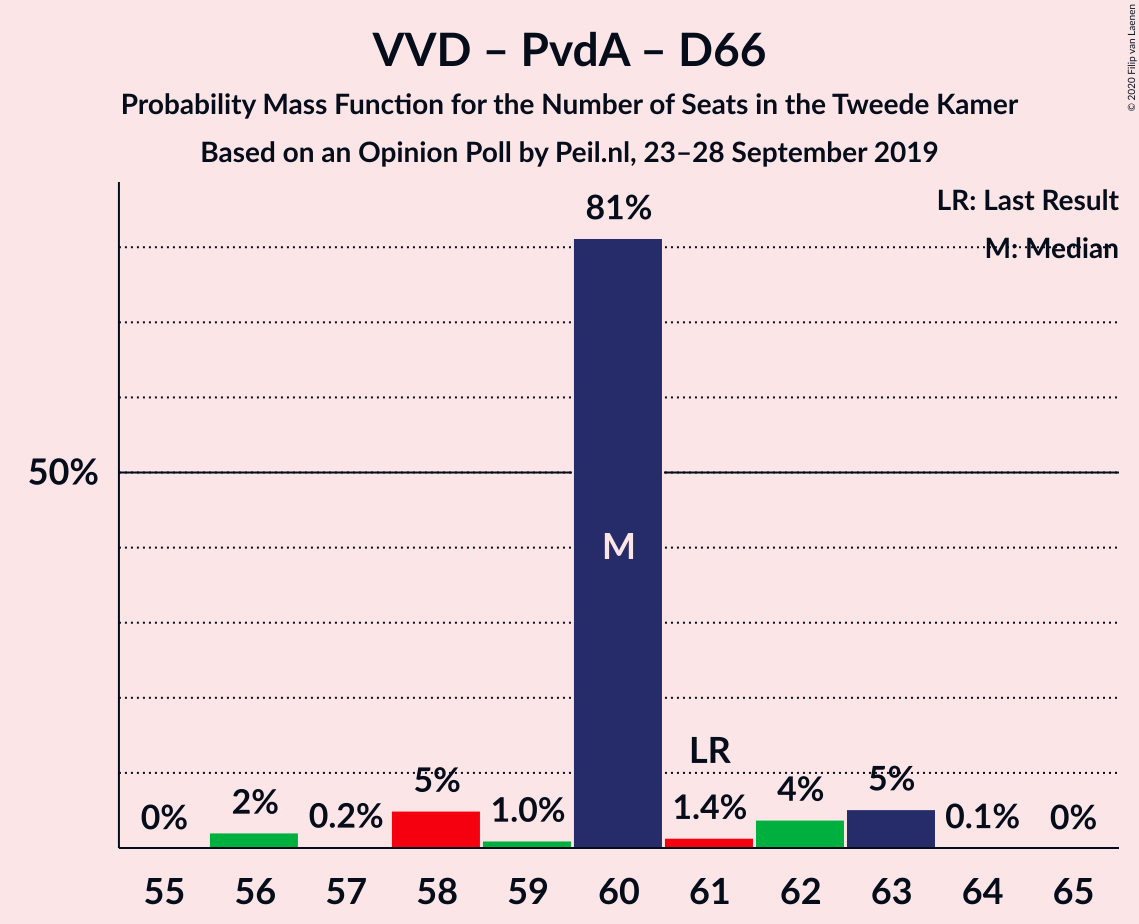 VVD – PvdA – D66
Probability Mass Function for the Number of Seats in the Tweede Kamer
Based on an Opinion Poll by Peil.nl, 23–28 September 2019
© 2020 Filip van Laenen
LR: Last Result
M: Median
50%
0%
2%
0.2%
5%
1.0%
81%
M
LR
1.4%
4%
5%
0.1%
0%
55 56 57 58 59 60 61 62 63 64 65